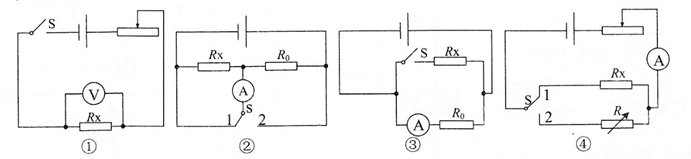 S
V
Rx
①
Rx R₀
A
S
1 2
②
S Rx
A R₀
③
A
Rx
S 1
2 R
④